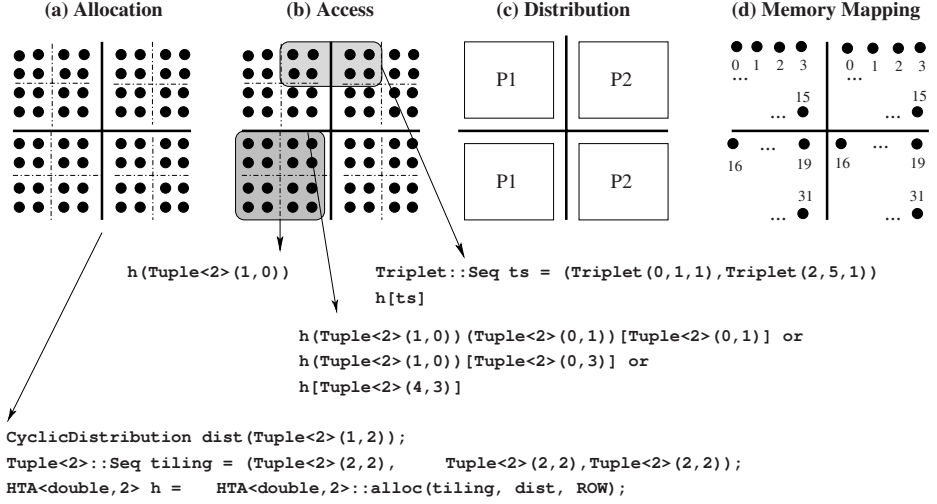 (a) Allocation
(b) Access
(c) Distribution
(d) Memory Mapping
P1
P2
P1
P2
0 1 2 3
0 1 2 3
...
...
15
15
...
...
...
...
16
19
16
19
31
31
...
...
h(Tuple<2>(1,0))
Triplet::Seq ts = (Triplet(0,1,1),Triplet(2,5,1))
h[ts]
h(Tuple<2>(1,0))(Tuple<2>(0,1))[Tuple<2>(0,1)] or
h(Tuple<2>(1,0))[Tuple<2>(0,3)] or
h[Tuple<2>(4,3)]
CyclicDistribution dist(Tuple<2>(1,2));
Tuple<2>::Seq tiling = (Tuple<2>(2,2), Tuple<2>(2,2),Tuple<2>(2,2));
HTA<double,2> h = HTA<double,2>::alloc(tiling, dist, ROW);